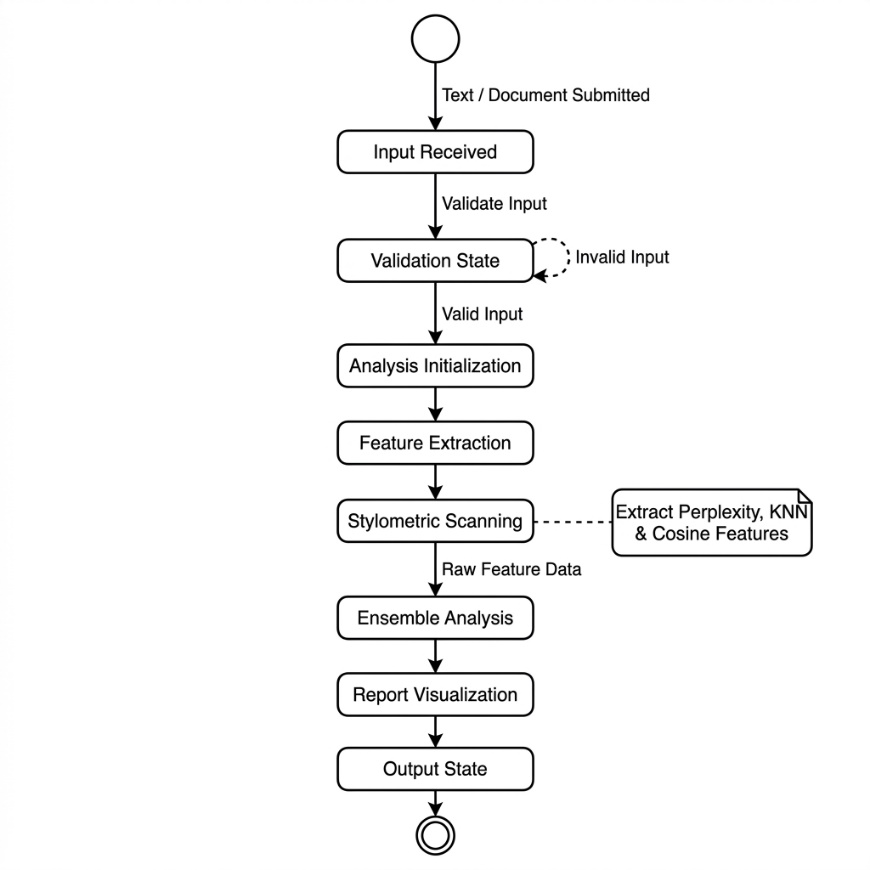 Text / Document Submitted
Input Received
Validate Input
Validation State
Invalid Input
Valid Input
Analysis Initialization
Feature Extraction
Stylometric Scanning
Extract Perplexity, KNN
& Cosine Features
Raw Feature Data
Ensemble Analysis
Report Visualization
Output State